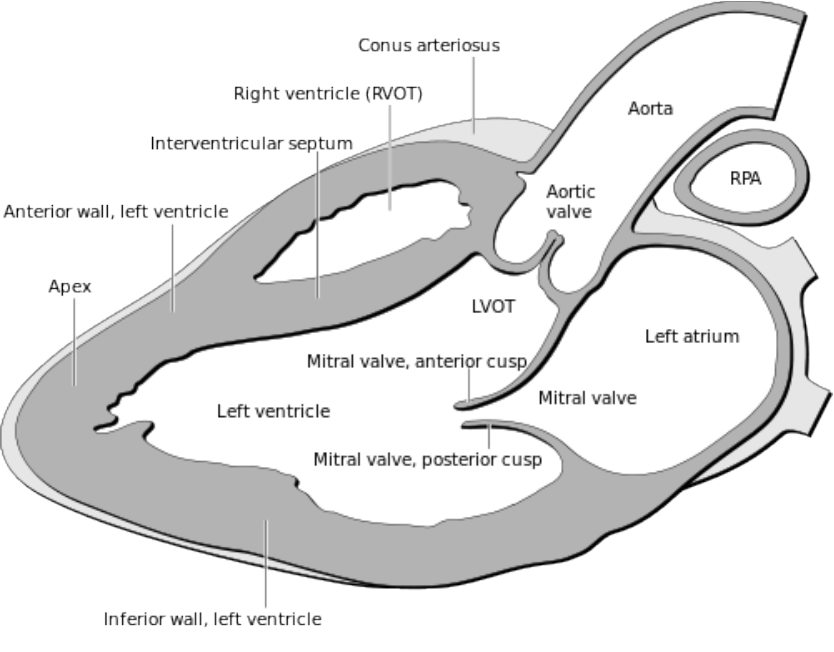 Conus arteriosus
Right ventricle (RVOT)
Aorta
Interventricular septum
RPA
Aortic
valve
Anterior wall, left ventricle
Apex
LVOT
Left atrium
Mitral valve, anterior cusp
Mitral valve
Left ventricle
Mitral valve, posterior cusp
Inferior wall, left ventricle